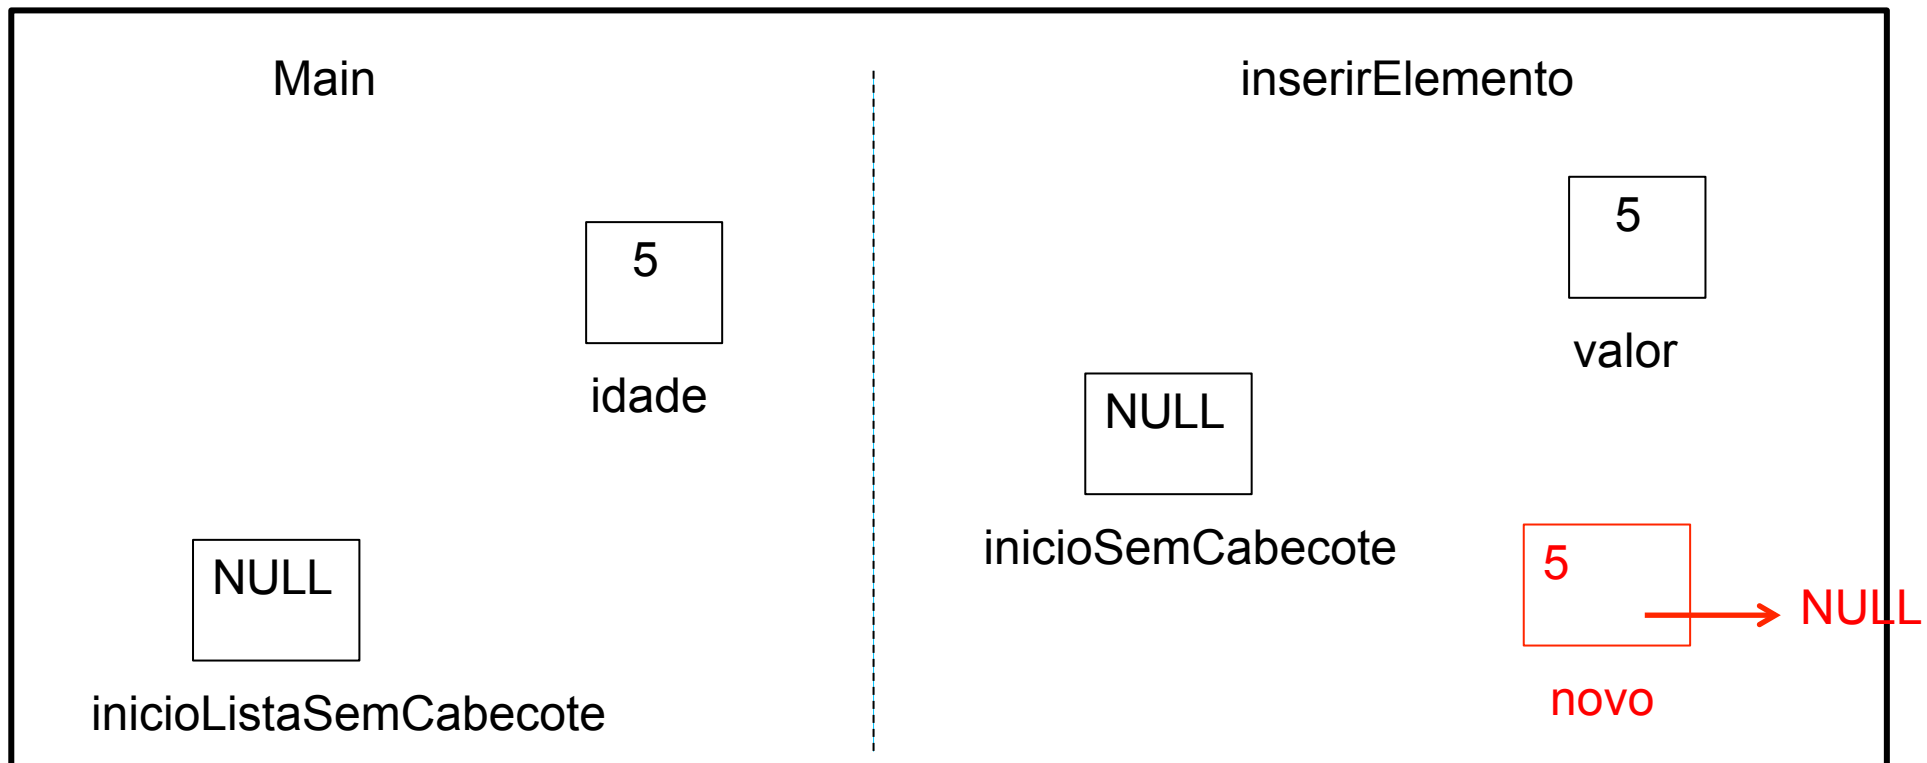 Main
5
idade
NULL
inicioListaSemCabecote
inserirElemento
5
valor
NULL
inicioSemCabecote
5
NULL
novo